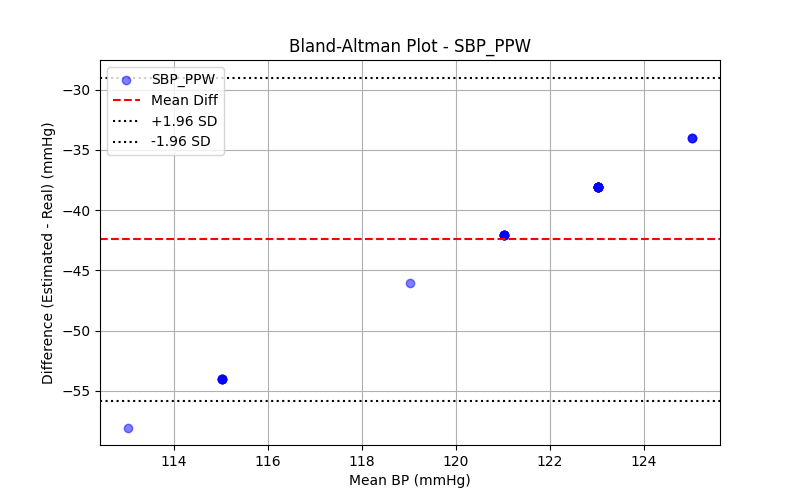 Bland-Altman Plot - SBP_PPW
SBP_PPW
Mean Diff
+1.96 SD
-1.96 SD
Difference (Estimated - Real) (mmHg)
−30
−35
−40
−45
−50
−55
114 116 118 120 122 124
Mean BP (mmHg)